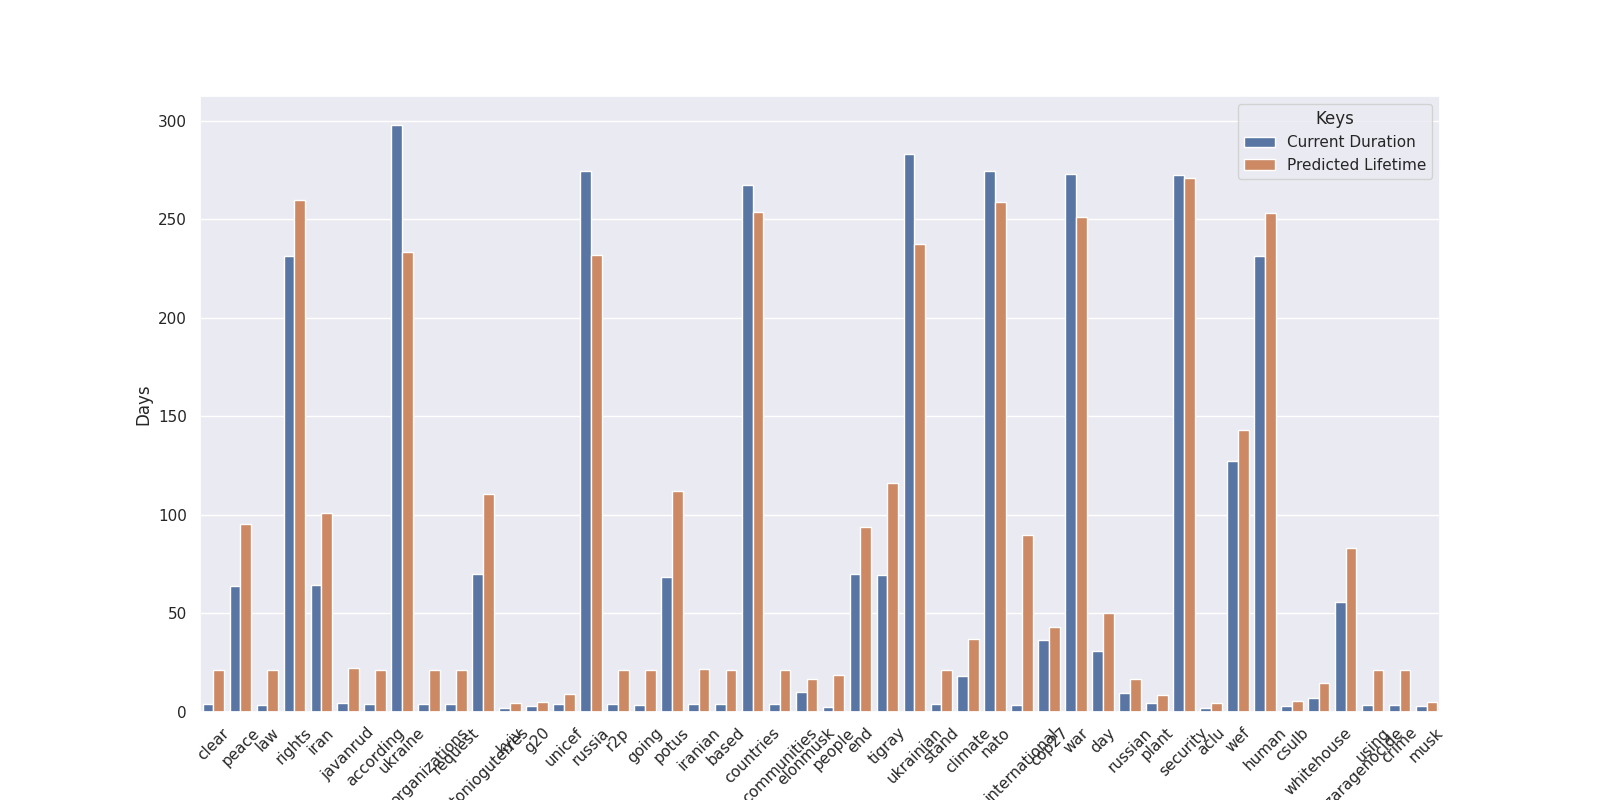 Keys
Current Duration
Predicted Lifetime
Days
300
250
200
150
100
50
0
clear
peace
law
rights
iran
javanrud
according
ukraine
organizations
request
g20
unicef
russia
r2p
going
potus
iranian
based
countries
communities
elonmusk
people
end
tigray
ukrainian
stand
climate
nato
international
cop27
war
day
russian
plant
security
aclu
wef
human
csulb
whitehouse
using
crime
musk